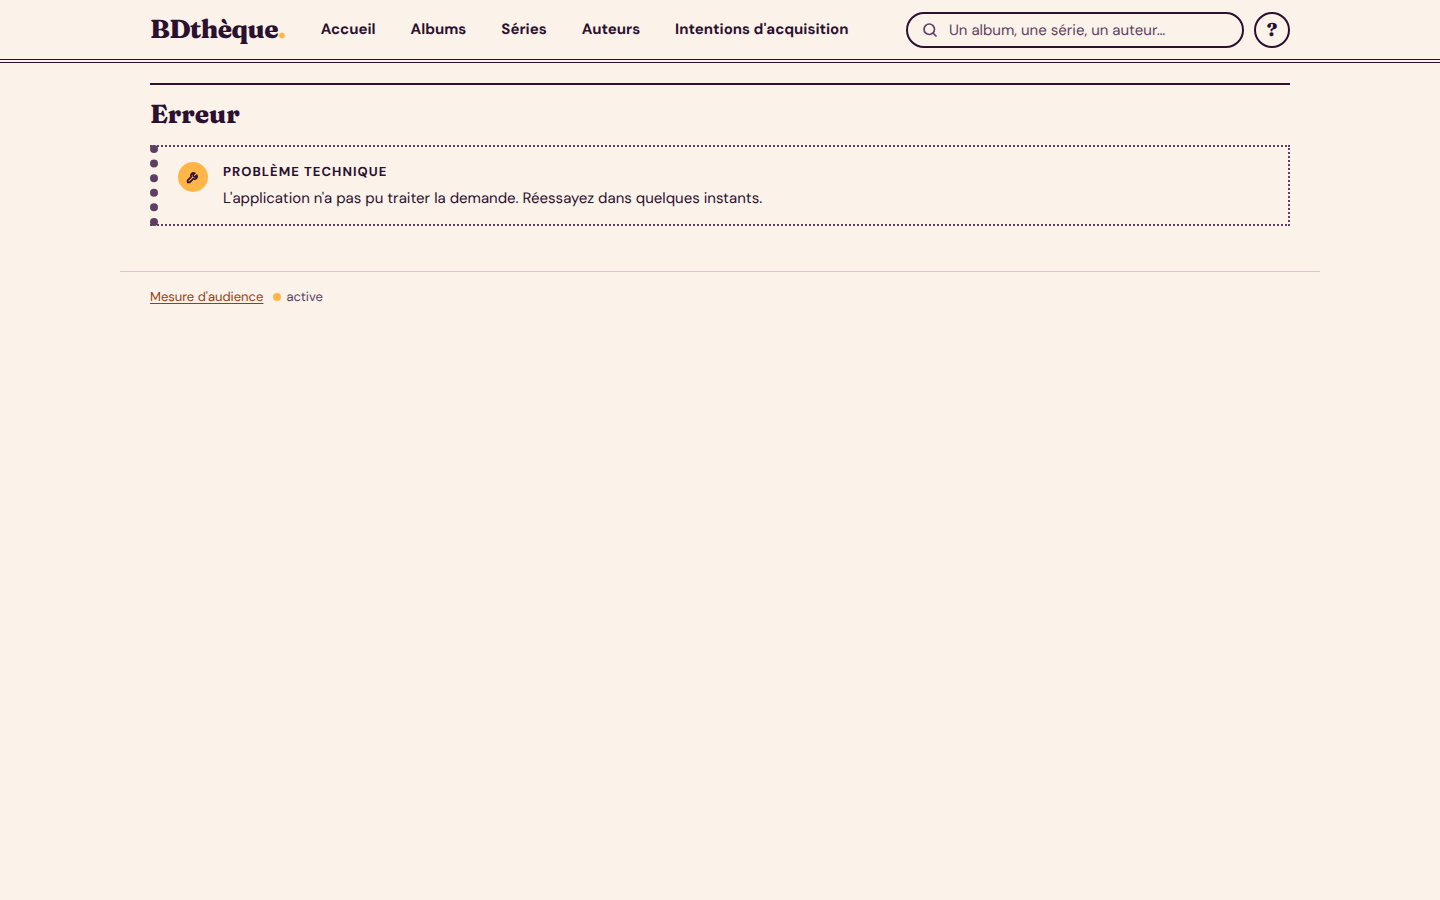 BDthèque.
Accueil
Albums
Séries
Auteurs
Intentions d'acquisition
Un album, une série, un auteur...
?
Erreur
PROBLÈME TECHNIQUE
L'application n'a pas pu traiter la demande. Réessayez dans quelques instants.
Mesure d'audience
active